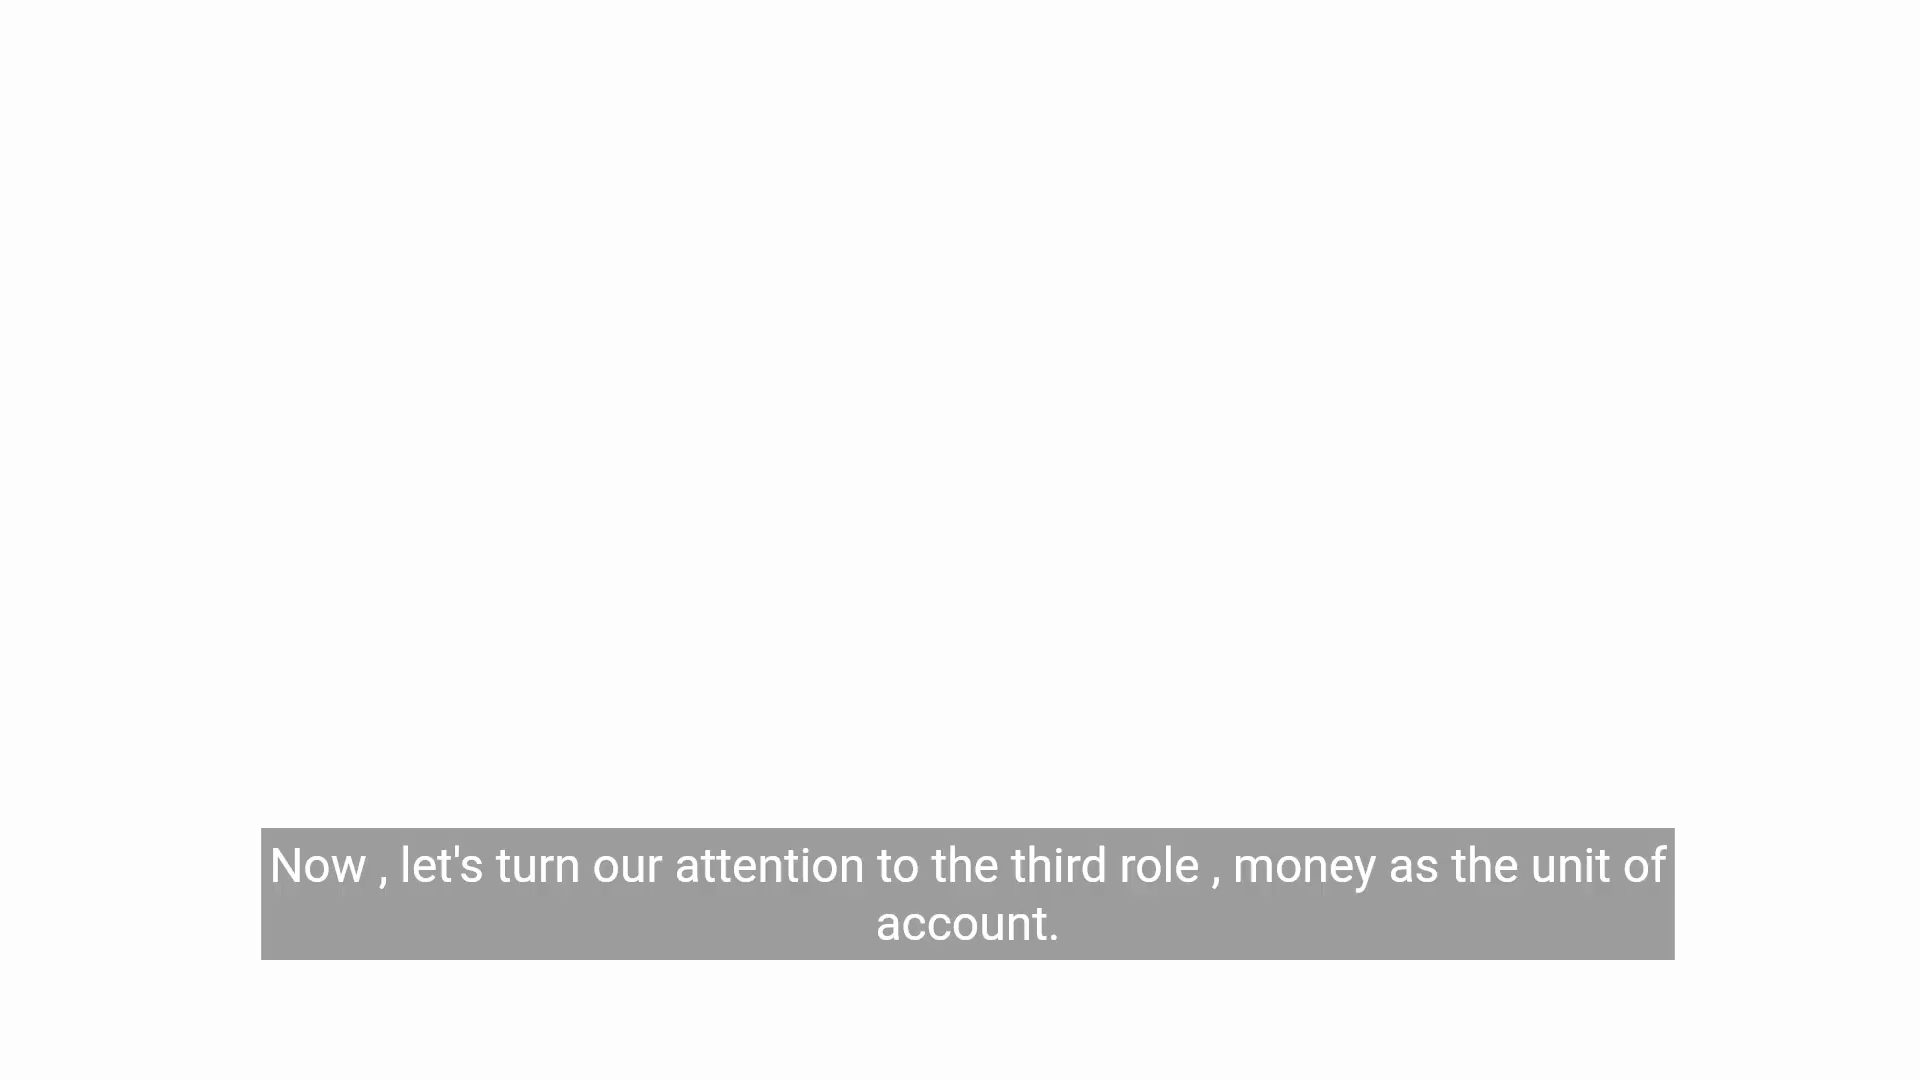 Now , let's turn our attention to the third role , money as the unit of
account.